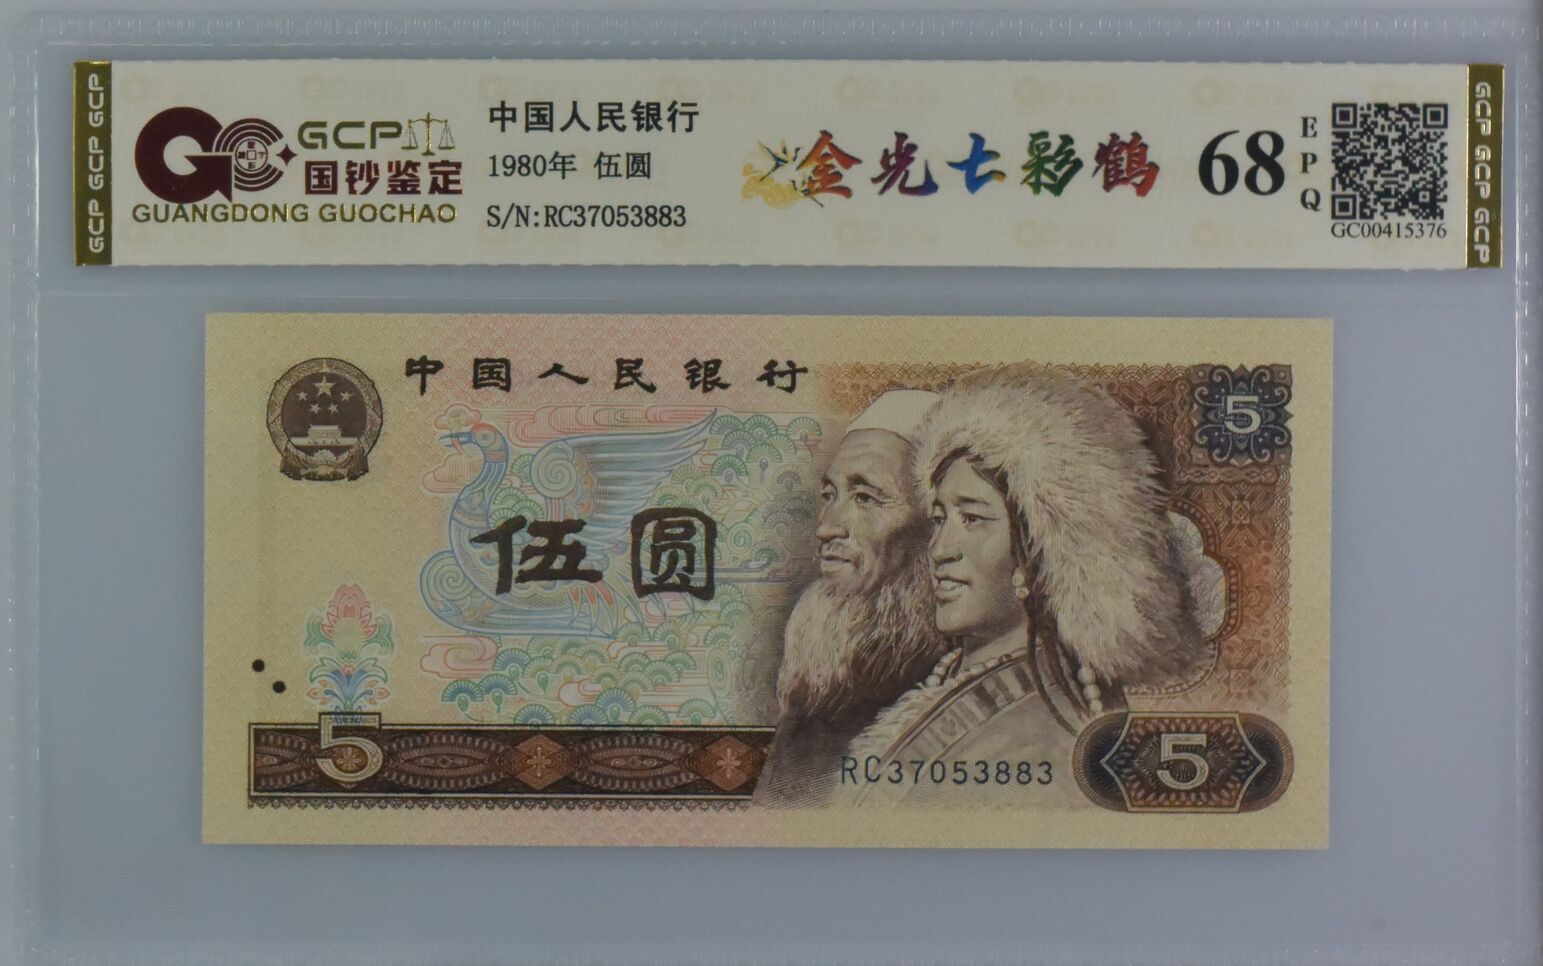 GCP GCP GCP
GCP
国钞鉴定
GUANGDONG GUOCHAO
中国人民银行
1980年 伍圆
S/N:RC37053883
金光七彩鹤
68
EPQ
GC00415376
GCP GCP GCP
中国人民银行
5
伍圆
5
RC37053883
5